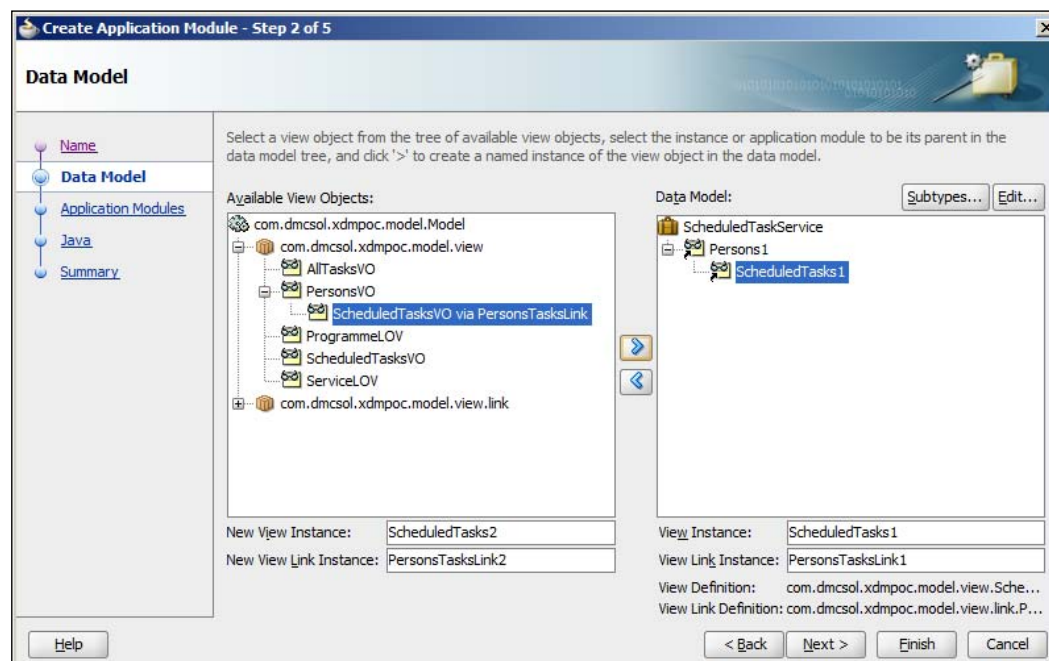 Create Application Module - Step 2 of 5
Data Model
Name
Data Model
Application Modules
Java
Summary
Select a view object from the tree of available view objects, select the instance or application module to be its parent in the
data model tree, and click '>' to create a named instance of the view object in the data model.
Available View Objects:
com.dmcsol.xdmpoc.model.Model
com.dmcsol.xdmpoc.model.view
AllTasksVO
PersonsVO
ScheduledTasksVO via PersonsTasksLink
ProgrammeLOV
ScheduledTasksVO
ServiceLOV
com.dmcsol.xdmpoc.model.view.link
New View Instance: ScheduledTasks2
New View Link Instance: PersonsTasksLink2
Data Model: Subtypes... Edit...
ScheduledTaskService
Persons1
ScheduledTasks1
View Instance: ScheduledTasks1
View Link Instance: PersonsTasksLink1
View Definition: com.dmcsol.xdmpoc.model.view.Sche...
View Link Definition: com.dmcsol.xdmpoc.model.view.link.P...
Help < Back Next > Finish Cancel